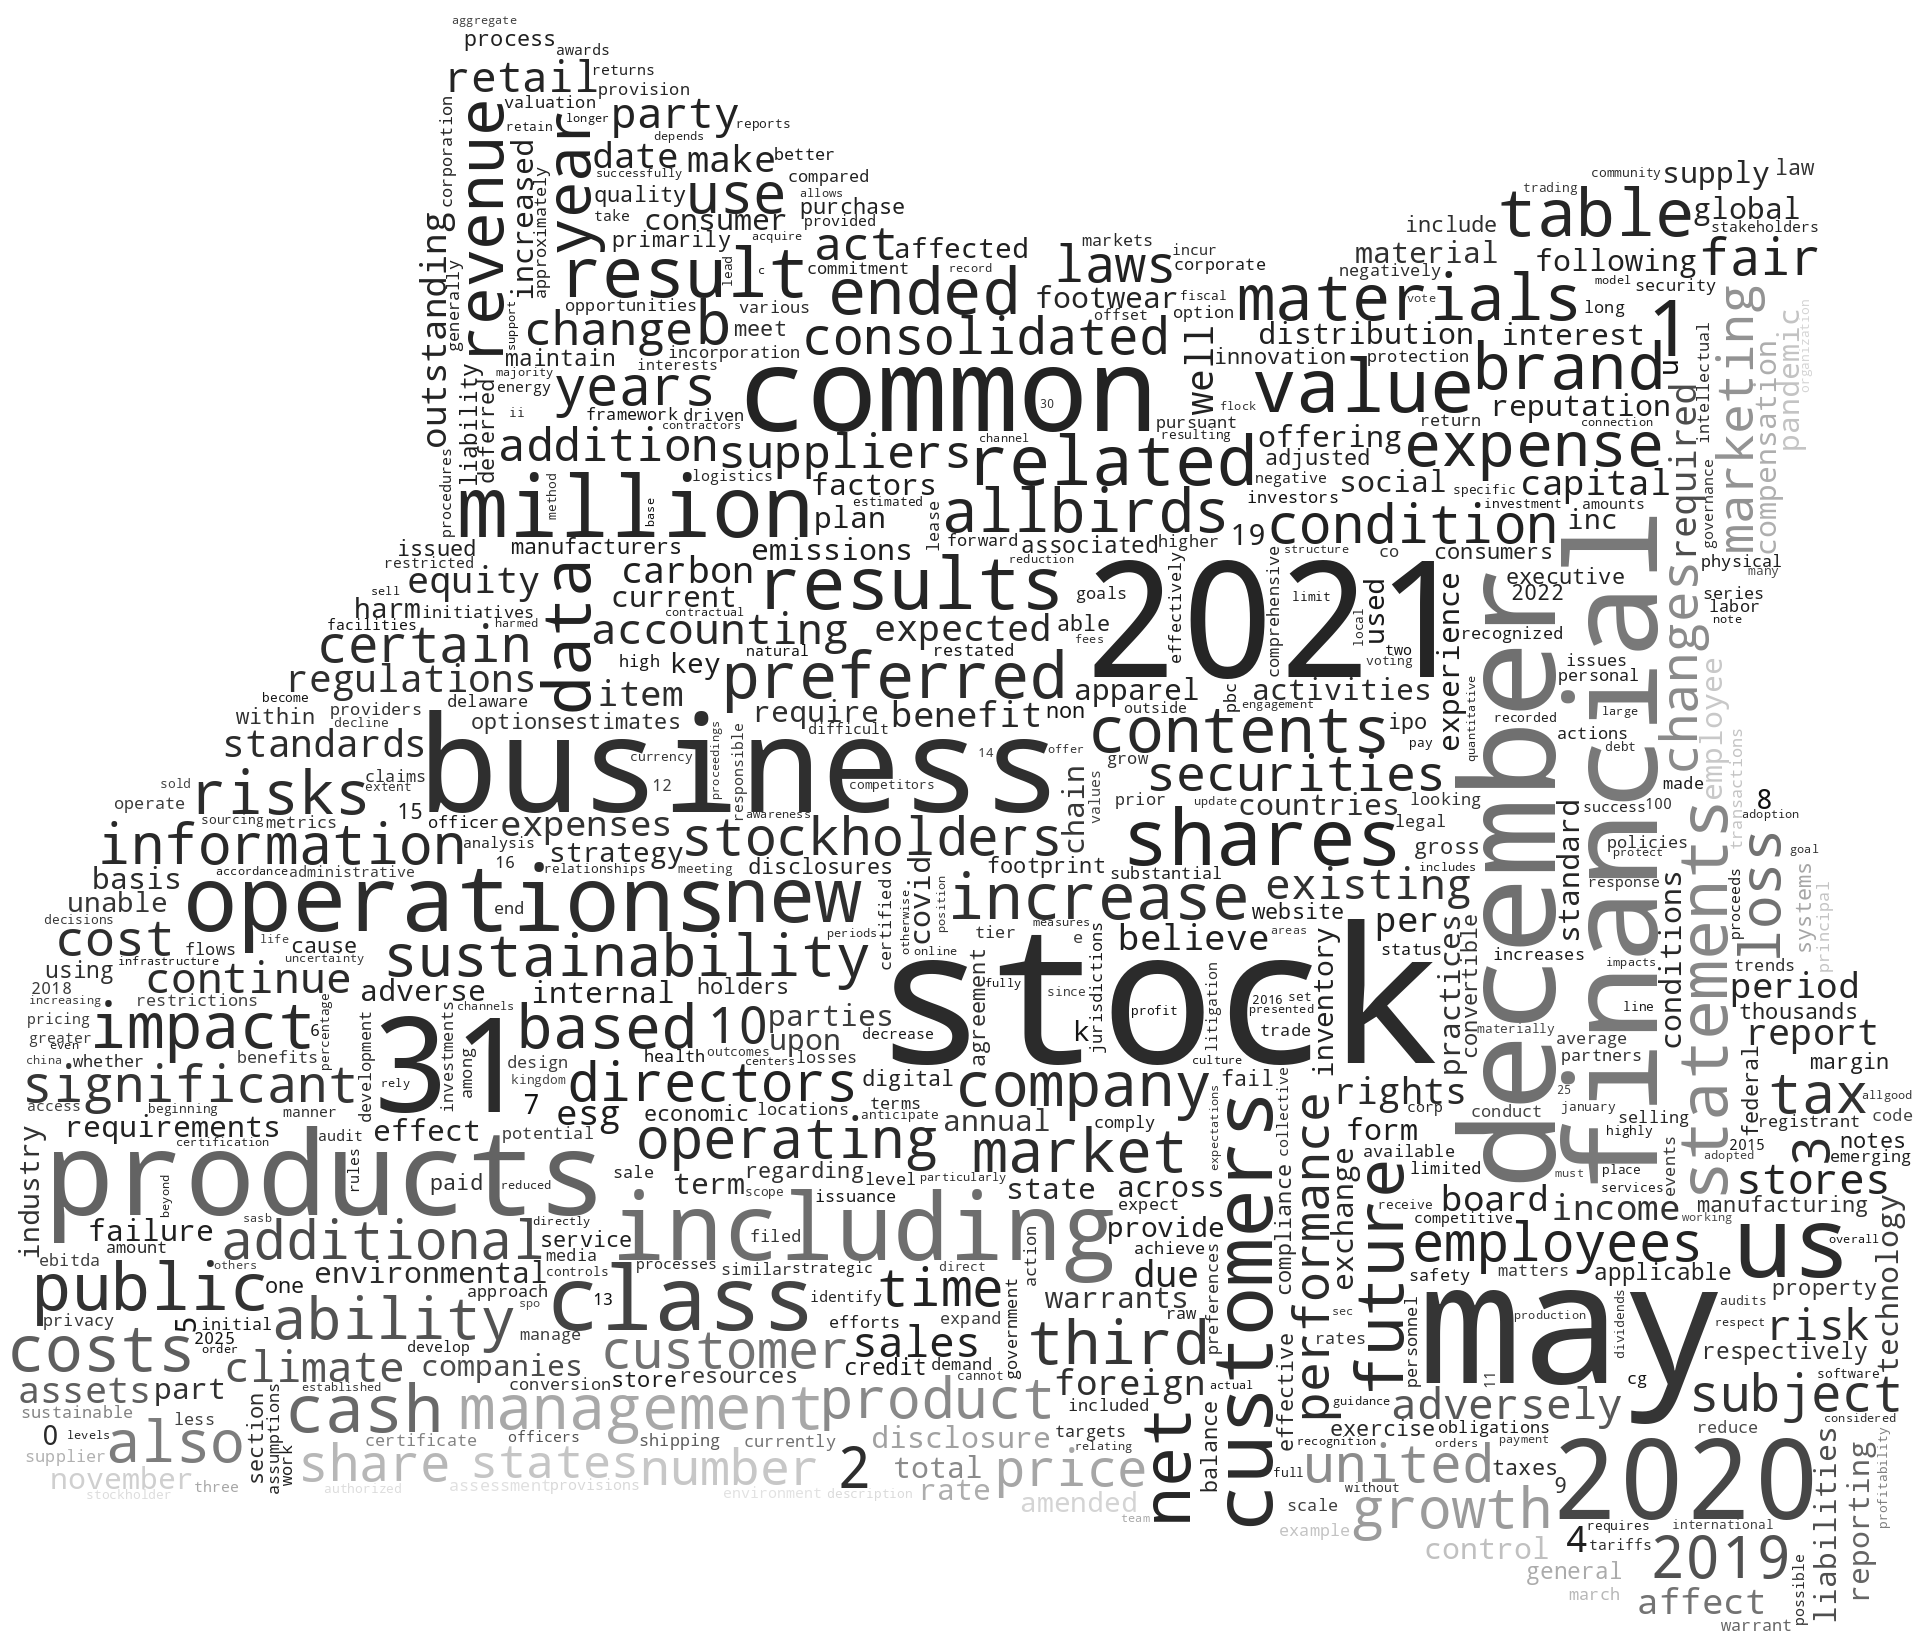 aggregate
process awards
retail returns
provision
valuation party reports
longer
retain depends
corporation revenue increased year approximately
date make better
successfully compared
quality use allows
purchase
take consumer provided
community supply law
trading table global
stakeholders
primarily acquire act affected laws markets incur include material following fair
outstanding generally result lead c commitment record corporate negatively model security
opportunities various ended footwear fiscal materials vote long 1
support change b meet consolidated offset option distribution interest
maintain incorporation well innovation protection brand u intellectual marketing pandemic organization
majority interests
energy years common 30 value reputation compensation
liability deferred ii framework driven flock return connection
contractors pursuant
addition suppliers channel resulting offering expense required
procedures related adjusted
million method base logistics factors negative social specific capital governance
estimated investors investment amounts
plan allbirds lease 19 condition inc
issued manufacturers emissions forward associated higher structure co consumers physical
restricted reduction many
equity data carbon results 2021 comprehensive executive
sell current goals effectively limit 2022 series
harm initiatives contractual labor
facilities harmed accounting expected able local used experience recognized note
certain fees two
natural restated voting issues
high key personal
regulations item preferred apparel pbc activities december financial changes employee
become delaware outside engagement
within providers options estimates require benefit non recorded large
decline difficult contents ipo quantitative actions debt
standards business currency proceedings 14 offer pay statements transactions
sold risks claims grow securities made
extent 12 responsible competitors chain values
operate 15 prior update countries looking standard success 100 8
sourcing metrics officer expenses awareness adoption
information analysis stockholders shares legal policies loss
16 strategy gross protect goal
basis accordance administrative relationships meeting disclosures footprint includes
unable substantial response
operations new covid increase existing systems principal
decisions end certified otherwise position website per proceeds
cost flows life cause periods measures areas status
infrastructure uncertainty online tier e believe increases impacts trends
using continue sustainability fully since jurisdictions stock inventory practices convertible conditions period
2018 adverse internal holders
increasing restrictions channels 2016 set line thousands
pricing impact 6 percentage 31 based 10 parties decrease agreement k profit presented materially report
greater upon litigation trade average
even design
china whether benefits investments among health outcomes losses culture partners margin
kingdom centers
significant rely directors digital company fail rights 25 federal tax allgood
access beginning manner development 7 esg economic locations terms corp january selling code
anticipate annual comply collective conduct registrant
requirements certification audit effect potential operating market expectations form highly 2015 notes
industry available adopted emerging
products beyond rules paid reduced sale regarding level particularly customers compliance performance limited must place events 3 stores
term scope issuance state across receive services
failure sasb directly including expect exchange future board income manufacturing
amount additional service filed provide competitive working
ebitda others media processes similar strategic direct action achieve employees us overall
environmental controls due safety matters applicable
public one approach class 13 identify time warrants preferences property technology
spo government raw personnel
privacy 5 initial ability manage efforts expand sec may production dividends audits
2025 develop sales third rates respect risk
costs order customer credit demand respectively
climate companies store resources cannot foreign 11 cg software
assets part established conversion actual guidance subject
sustainable section assumptions cash management product included adversely
less officers net effective considered
0 levels also certificate shipping currently disclosure targets balance exercise obligations reduce
supplier work relating recognition orders payment
november share states number 2 total price full united taxes 2020 liabilities reporting profitability
three authorized assessment provisions rate without 9
stockholder environment description amended scale growth
team example 4 requires international
control tariffs 2019
general possible
march affect
warrant